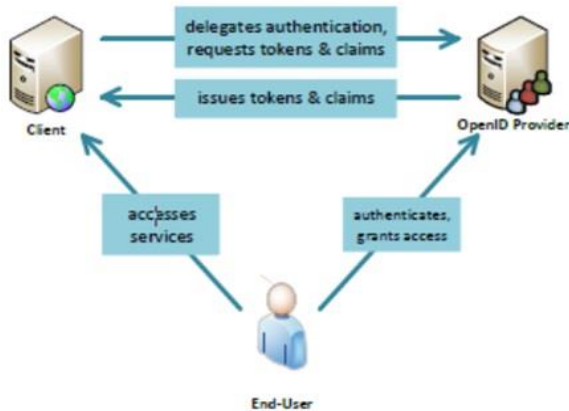 delegates authentication,
requests tokens & claims
issues tokens & claims
Client
OpenID Provider
accesses
services
authenticates,
grants access
End-User